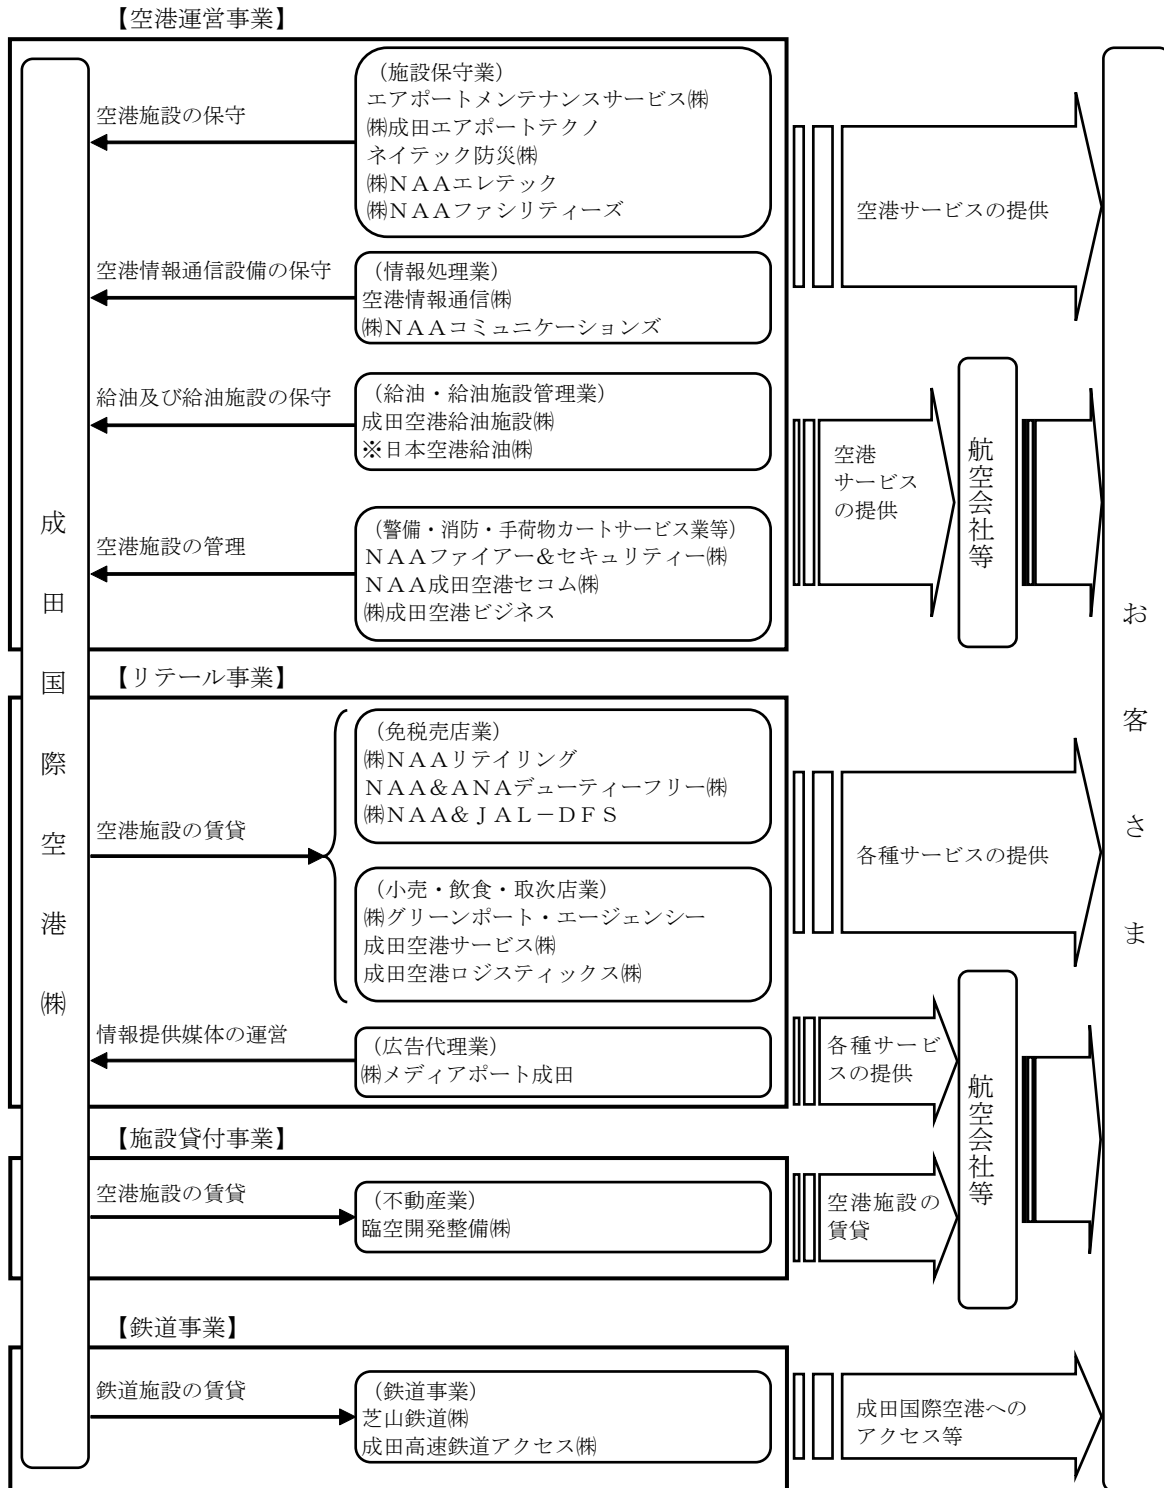 【空港運営事業】
成田国際空港㈱
空港施設の保守
（施設保守業）
エアポートメンテナンスサービス㈱
㈱成田エアポートテクノ
ネイテック防災㈱
㈱ＮＡＡエレテック
㈱ＮＡＡファシリティーズ
空港サービスの提供
空港情報通信設備の保守
（情報処理業）
空港情報通信㈱
㈱ＮＡＡコミュニケーションズ
給油及び給油施設の保守
（給油・給油施設管理業）
成田空港給油施設㈱
※日本空港給油㈱
空港
サービス
の提供
航空会社等
空港施設の管理
（警備・消防・手荷物カートサービス業等）
ＮＡＡファイアー＆セキュリティー㈱
ＮＡＡ成田空港セコム㈱
㈱成田空港ビジネス
お客さま
【リテール事業】
空港施設の賃貸
（免税売店業）
㈱ＮＡＡリテイリング
ＮＡＡ＆ＡＮＡデューティーフリー㈱
㈱ＮＡＡ＆ＪＡＬ－ＤＦＳ
各種サービスの提供
（小売・飲食・取次店業）
㈱グリーンポート・エージェンシー
成田空港サービス㈱
成田空港ロジスティックス㈱
情報提供媒体の運営
（広告代理業）
㈱メディアポート成田
各種サービ
スの提供
航空会社等
【施設貸付事業】
空港施設の賃貸
（不動産業）
臨空開発整備㈱
空港施設の
賃貸
【鉄道事業】
鉄道施設の賃貸
（鉄道事業）
芝山鉄道㈱
成田高速鉄道アクセス㈱
成田国際空港への
アクセス等